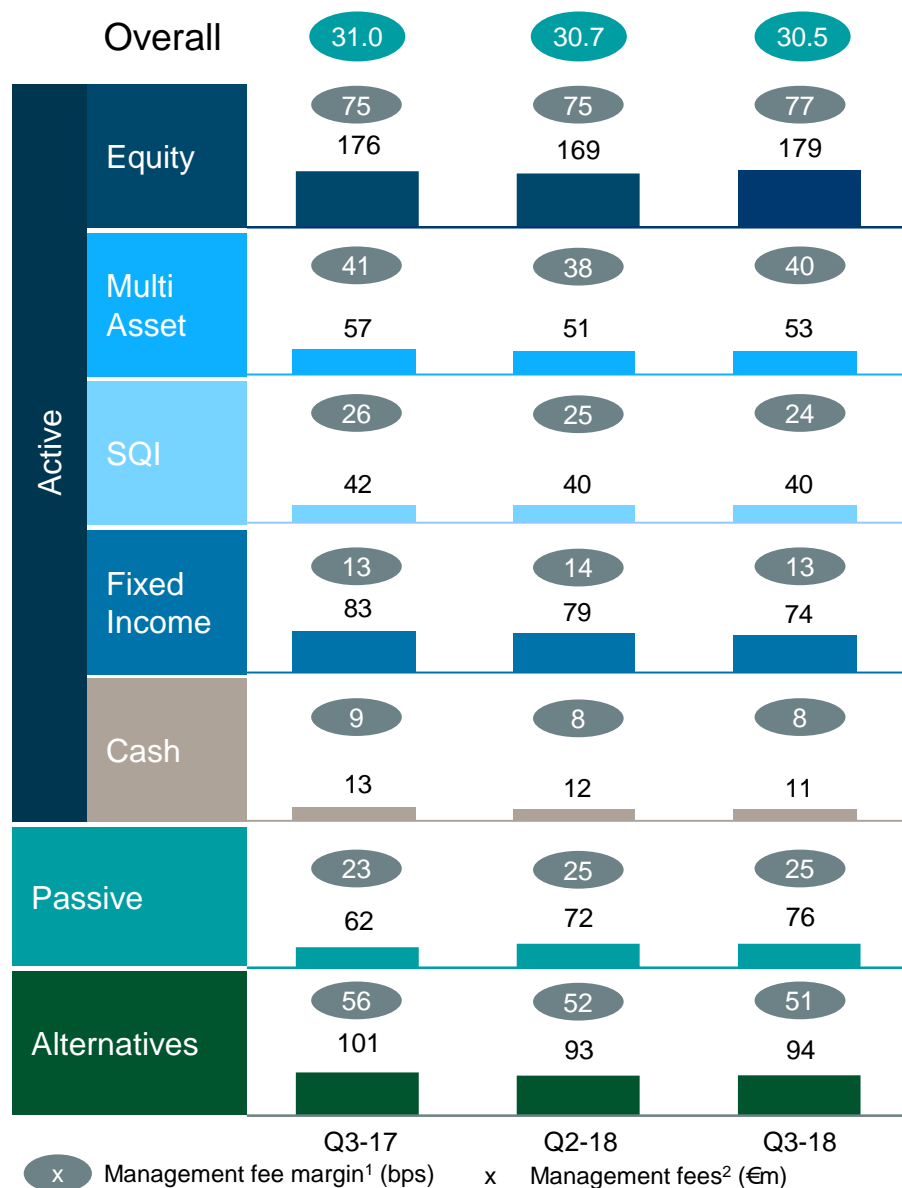 Overall 31.0 30.7 30.5
75 75 77
Equity 176 169 179
41 38 40
Multi
Asset
57 51 53
26 25 24
SQI
42 40 40
13 14 13
Fixed
Income
83 79 74
9 8 8
Cash
13 12 11
Active
23 25 25
Passive
62 72 76
56 52 51
Alternatives
101 93 94
Q3-17 Q2-18 Q3-18
x Management fee margin¹ (bps) x Management fees² (€m)